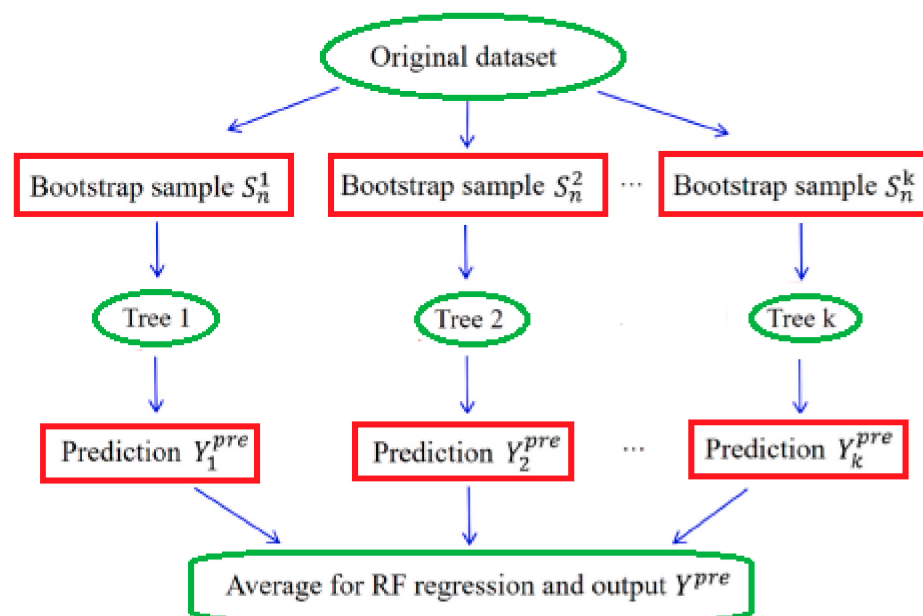 Original dataset
Bootstrap sample $S_n^1$
Bootstrap sample $S_n^2$
...
Bootstrap sample $S_n^k$
Tree 1
Tree 2
Tree k
Prediction $Y_1^{pre}$
Prediction $Y_2^{pre}$
...
Prediction $Y_k^{pre}$
Average for RF regression and output $Y^{pre}$